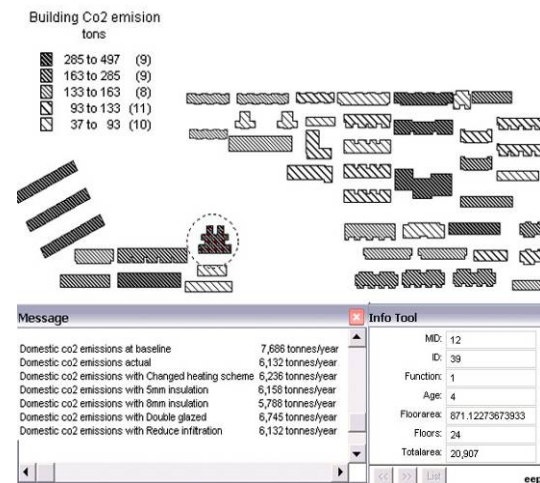 Building Co2 emision
tons
285 to 497 (9)
163 to 285 (9)
133 to 163 (8)
93 to 133 (11)
37 to 93 (10)
Message
Domestic co2 emissions at baseline 7,686 tonnes/year
Domestic co2 emissions actual 6,132 tonnes/year
Domestic co2 emissions with Changed heating scheme 6,236 tonnes/year
Domestic co2 emissions with 5mm insulation 6,158 tonnes/year
Domestic co2 emissions with 8mm insulation 5,788 tonnes/year
Domestic co2 emissions with Double glazed 6,745 tonnes/year
Domestic co2 emissions with Reduce infiltration 6,132 tonnes/year
Info Tool
MID: 12
ID: 39
Function: 1
Age: 4
Floorarea: 871.12273673933
Floors: 24
Totalarea: 20,907
<< >> List eep